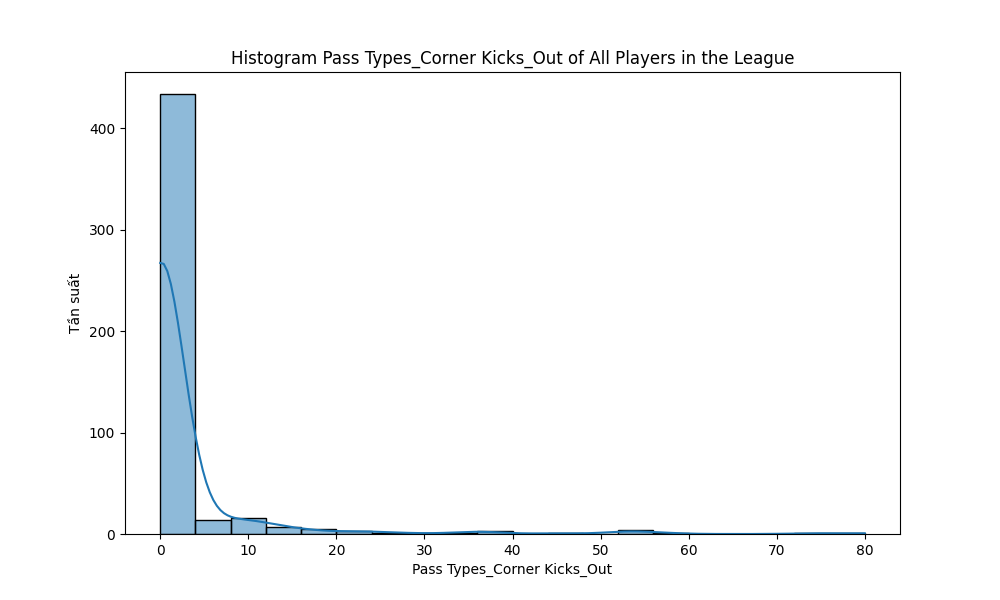 Histogram Pass Types_Corner Kicks_Out of All Players in the League
Tần suất
400
300
200
100
0
0 10 20 30 40 50 60 70 80
Pass Types_Corner Kicks_Out